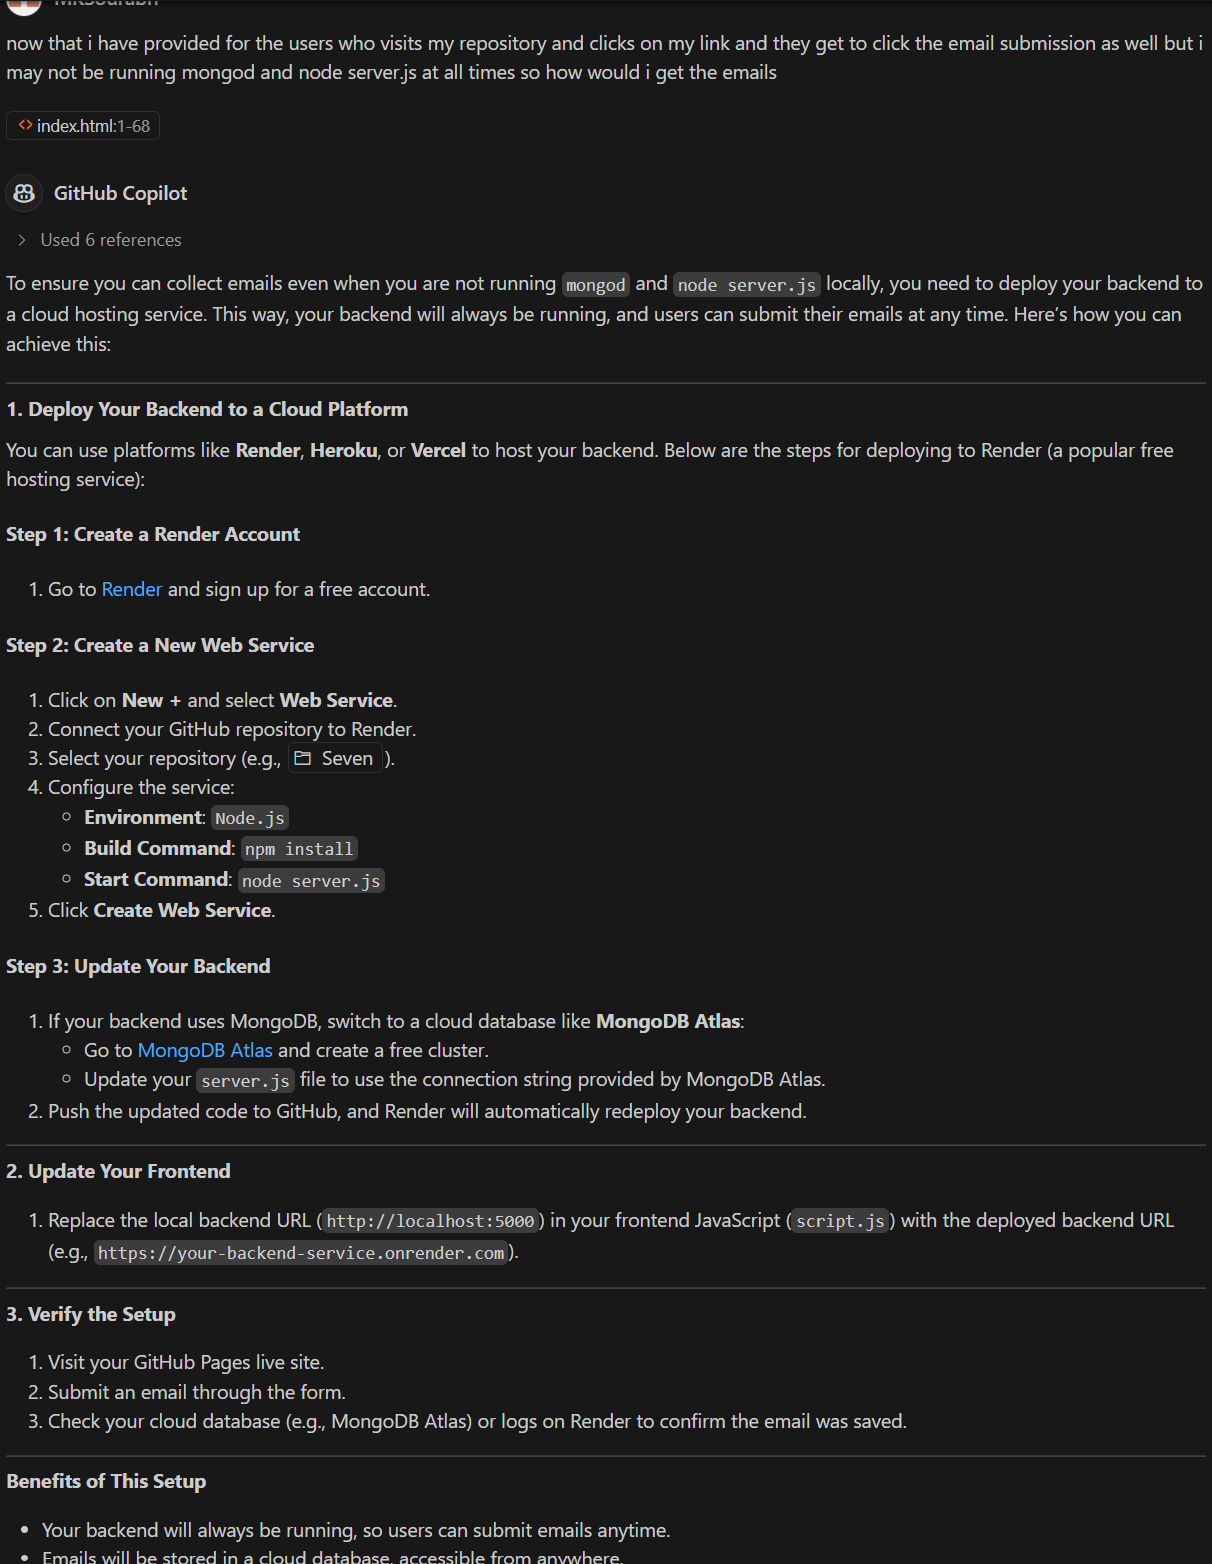 MRSourabh
now that i have provided for the users who visits my repository and clicks on my link and they get to click the email submission as well but i
may not be running mongod and node server.js at all times so how would i get the emails
<> index.html:1-68
GitHub Copilot
> Used 6 references
To ensure you can collect emails even when you are not running mongod and node server.js locally, you need to deploy your backend to
a cloud hosting service. This way, your backend will always be running, and users can submit their emails at any time. Here’s how you can
achieve this:
1. Deploy Your Backend to a Cloud Platform
You can use platforms like Render, Heroku, or Vercel to host your backend. Below are the steps for deploying to Render (a popular free
hosting service):
Step 1: Create a Render Account
1. Go to Render and sign up for a free account.
Step 2: Create a New Web Service
1. Click on New + and select Web Service.
2. Connect your GitHub repository to Render.
3. Select your repository (e.g., Seven ).
4. Configure the service:
○ Environment: Node.js
○ Build Command: npm install
○ Start Command: node server.js
5. Click Create Web Service.
Step 3: Update Your Backend
1. If your backend uses MongoDB, switch to a cloud database like MongoDB Atlas:
○ Go to MongoDB Atlas and create a free cluster.
○ Update your server.js file to use the connection string provided by MongoDB Atlas.
2. Push the updated code to GitHub, and Render will automatically redeploy your backend.
2. Update Your Frontend
1. Replace the local backend URL (http://localhost:5000) in your frontend JavaScript (script.js) with the deployed backend URL
(e.g., https://your-backend-service.onrender.com).
3. Verify the Setup
1. Visit your GitHub Pages live site.
2. Submit an email through the form.
3. Check your cloud database (e.g., MongoDB Atlas) or logs on Render to confirm the email was saved.
Benefits of This Setup
• Your backend will always be running, so users can submit emails anytime.
• Emails will be stored in a cloud database, accessible from anywhere.